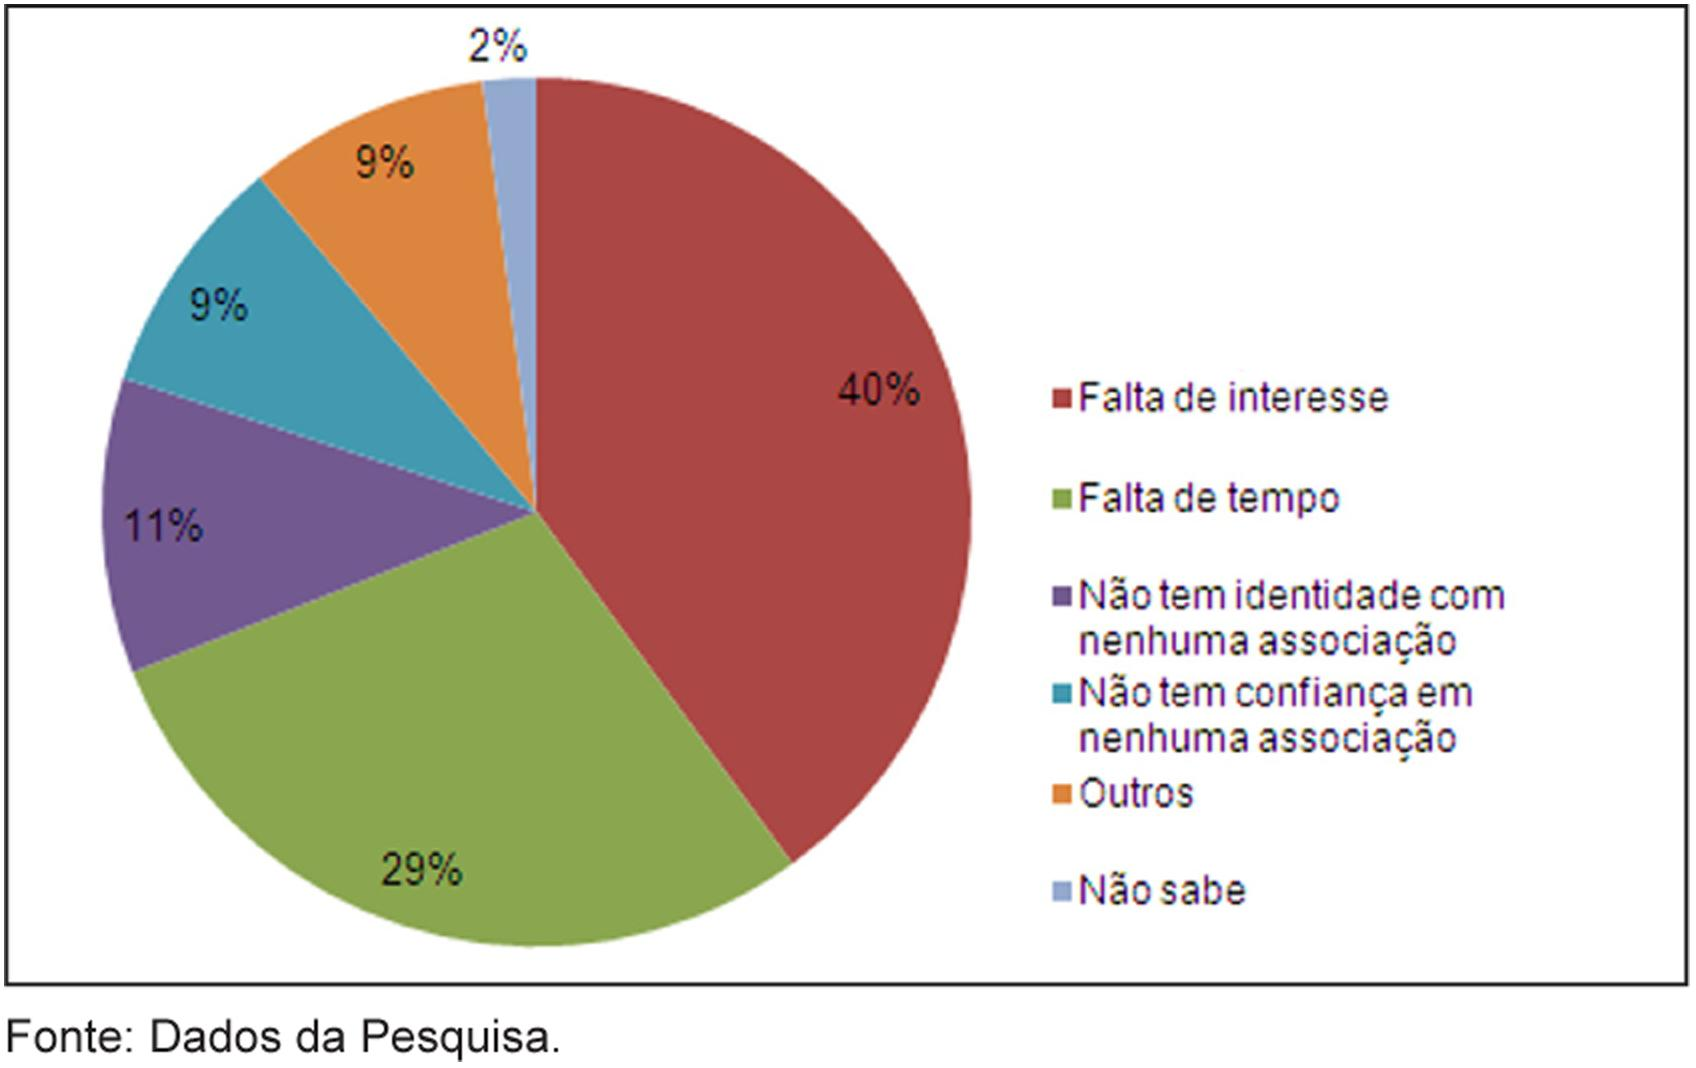 2%
9%
9%
40%
11%
29%
Falta de interesse
Falta de tempo
Não tem identidade com
nenhuma associação
Não tem confiança em
nenhuma associação
Outros
Não sabe
Fonte: Dados da Pesquisa.